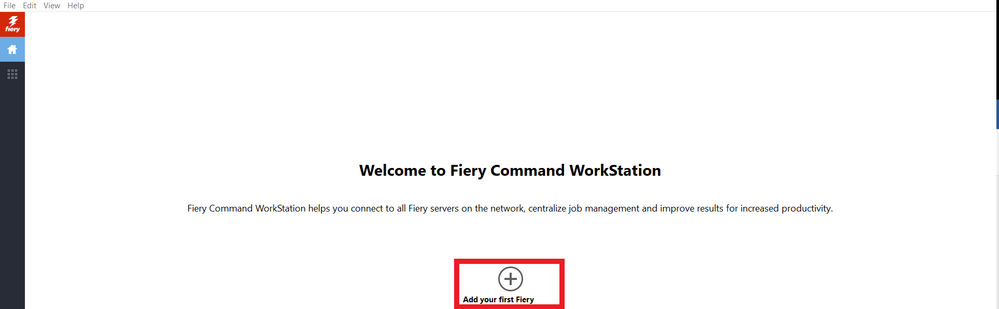 File Edit View Help
fiery
Welcome to Fiery Command WorkStation
Fiery Command WorkStation helps you connect to all Fiery servers on the network, centralize job management and improve results for increased productivity.
Add your first Fiery